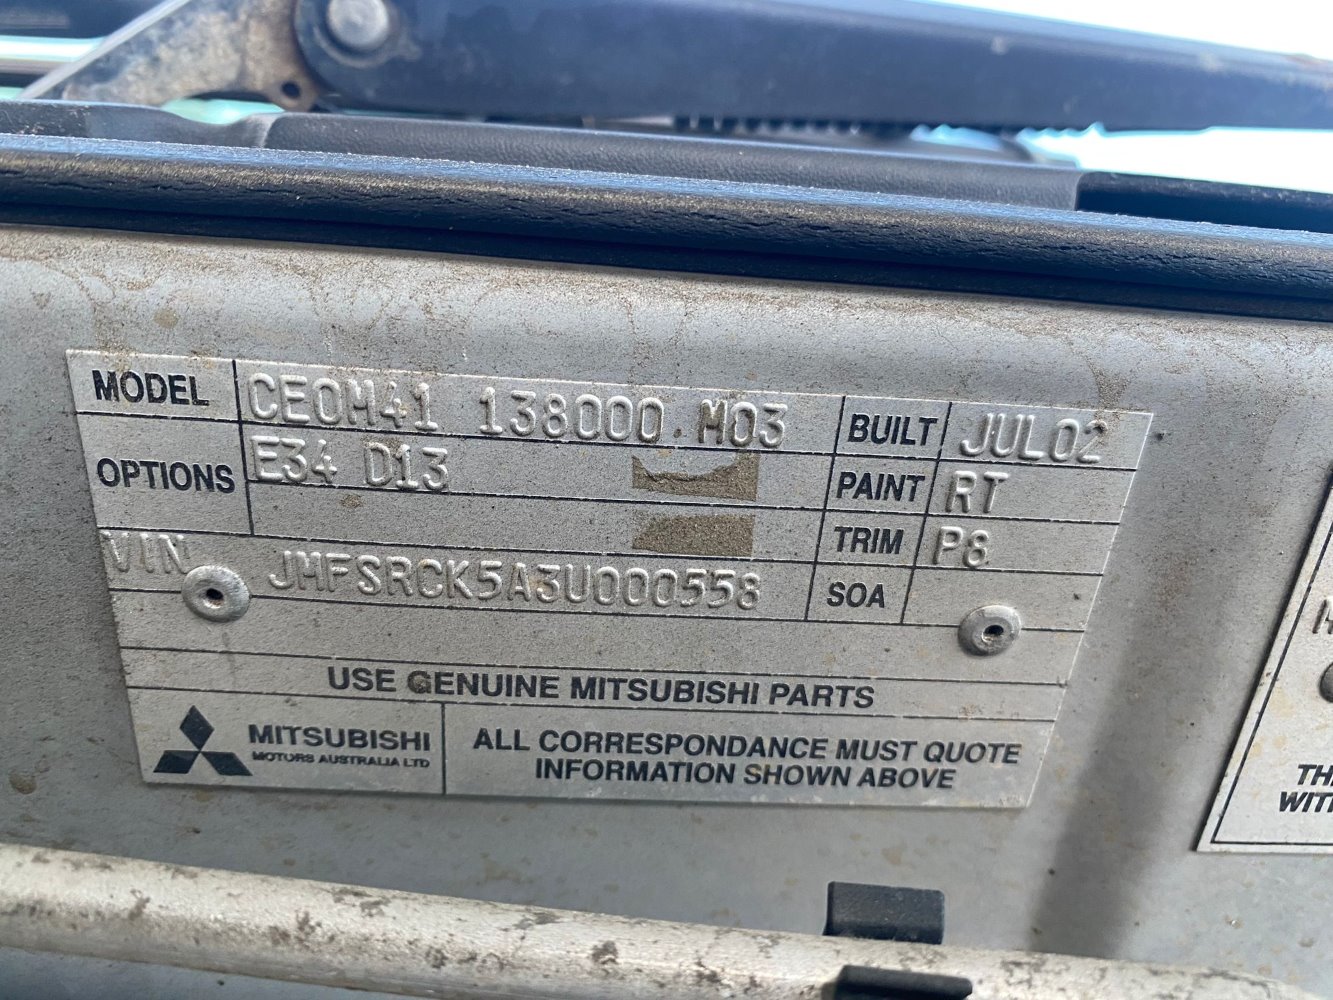 MODEL CE0M41 138000 M03 BUILT JUL02
OPTIONS E34 D13 PAINT RT
TRIM P8
VIN JMFSRCK5A3U000558 SOA
USE GENUINE MITSUBISHI PARTS
MITSUBISHI
MOTORS AUSTRALIA LTD
ALL CORRESPONDANCE MUST QUOTE
INFORMATION SHOWN ABOVE